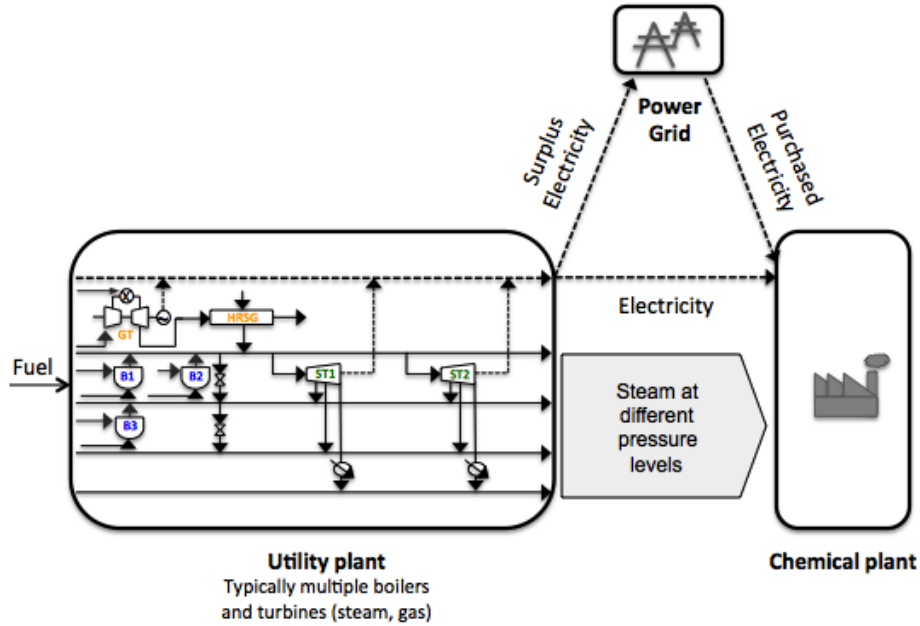 Power
Grid
Surplus
Electricity
Purchased
Electricity
Electricity
Fuel
X
GT
HRSG
B1
B2
ST1
ST2
B3
Steam at
different
pressure
levels
Utility plant
Typically multiple boilers
and turbines (steam, gas)
Chemical plant